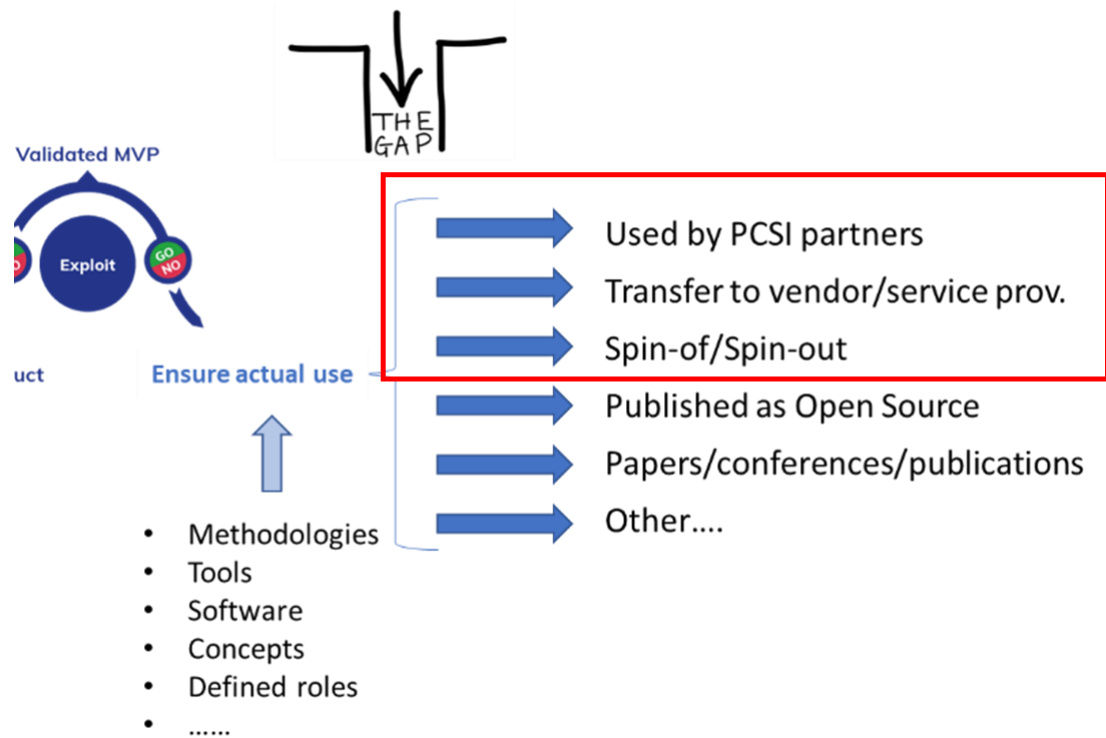 THE
GAP
Validated MVP
Exploit
GO
NO
O
uct
Ensure actual use
Used by PCSI partners
Transfer to vendor/service prov.
Spin-of/Spin-out
Published as Open Source
Papers/conferences/publications
Other....
• Methodologies
• Tools
• Software
• Concepts
• Defined roles
• ......